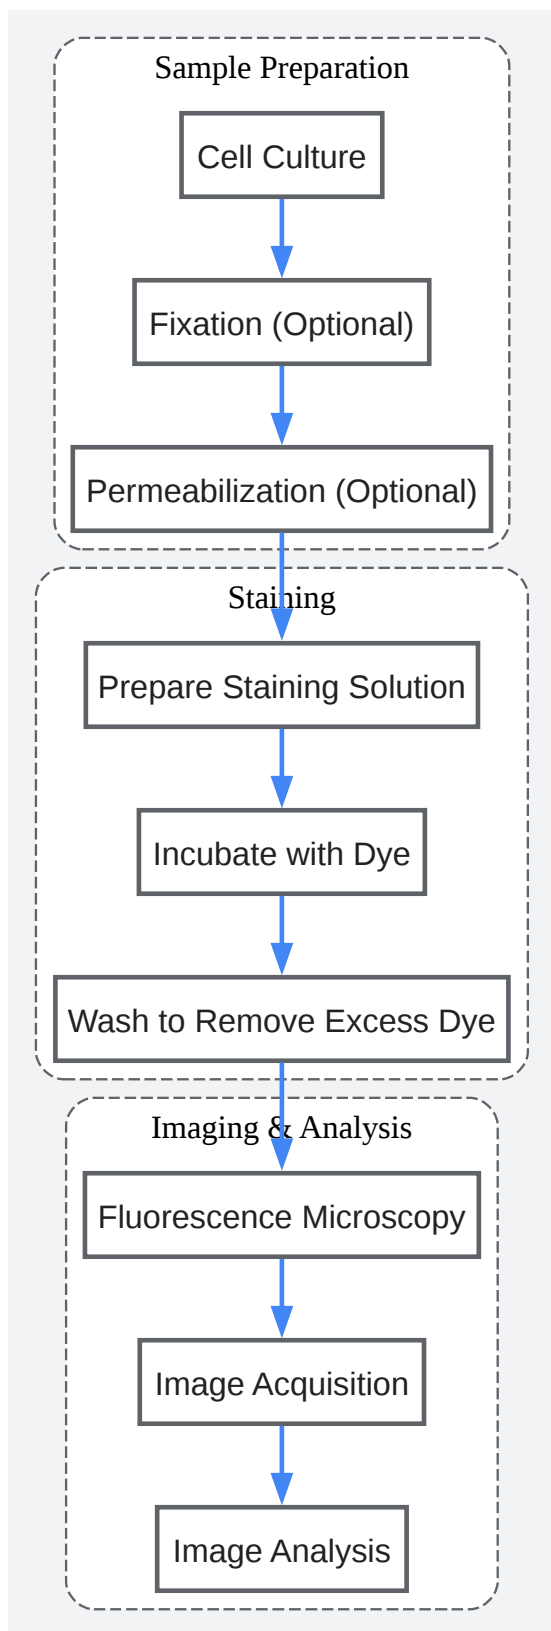 Sample Preparation
Cell Culture
Fixation (Optional)
Permeabilization (Optional)
Staining
Prepare Staining Solution
Incubate with Dye
Wash to Remove Excess Dye
Imaging & Analysis
Fluorescence Microscopy
Image Acquisition
Image Analysis